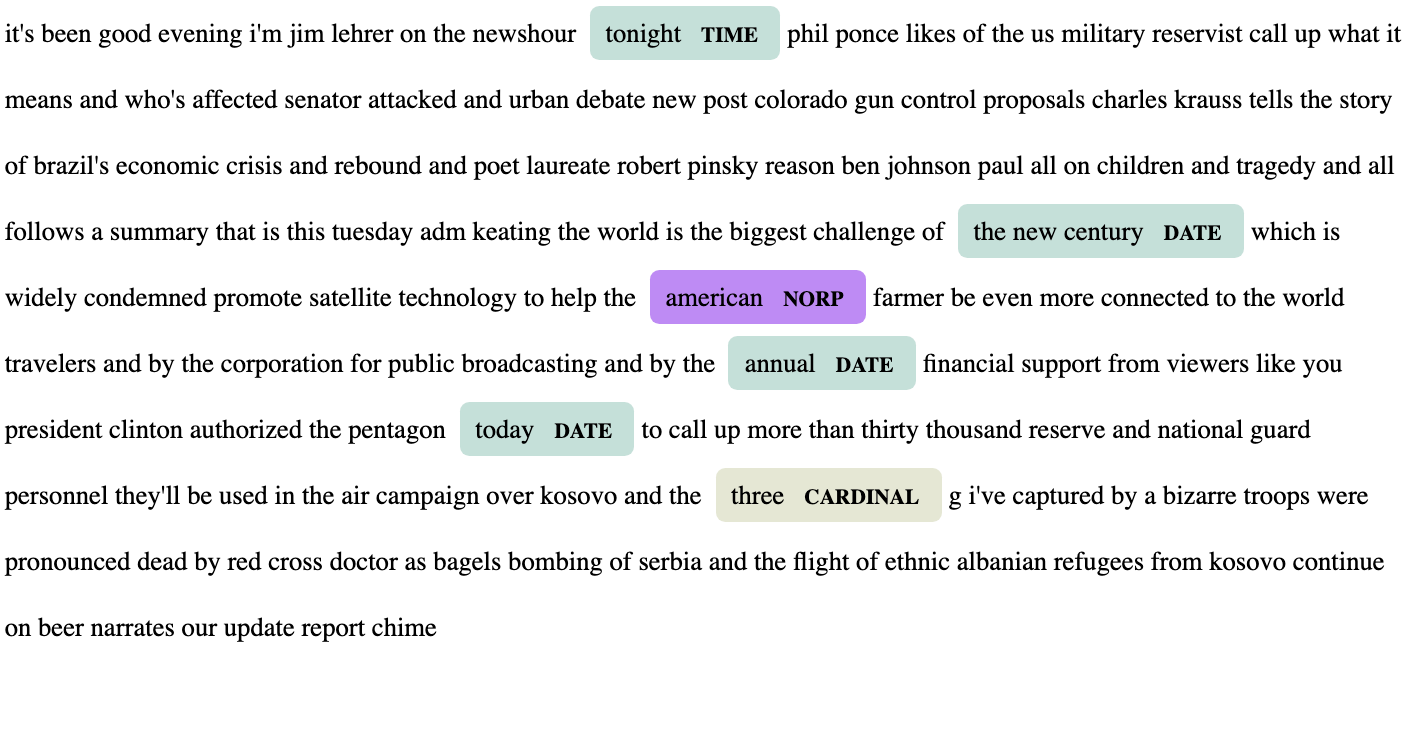 it's been good evening i'm jim lehrer on the newshour tonight TIME phil ponce likes of the us military reservist call up what it
means and who's affected senator attacked and urban debate new post colorado gun control proposals charles krauss tells the story
of brazil's economic crisis and rebound and poet laureate robert pinsky reason ben johnson paul all on children and tragedy and all
follows a summary that is this tuesday adm keating the world is the biggest challenge of the new century DATE which is
widely condemned promote satellite technology to help the american NORP farmer be even more connected to the world
travelers and by the corporation for public broadcasting and by the annual DATE financial support from viewers like you
president clinton authorized the pentagon today DATE to call up more than thirty thousand reserve and national guard
personnel they'll be used in the air campaign over kosovo and the three CARDINAL g i've captured by a bizarre troops were
pronounced dead by red cross doctor as bagels bombing of serbia and the flight of ethnic albanian refugees from kosovo continue
on beer narrates our update report chime